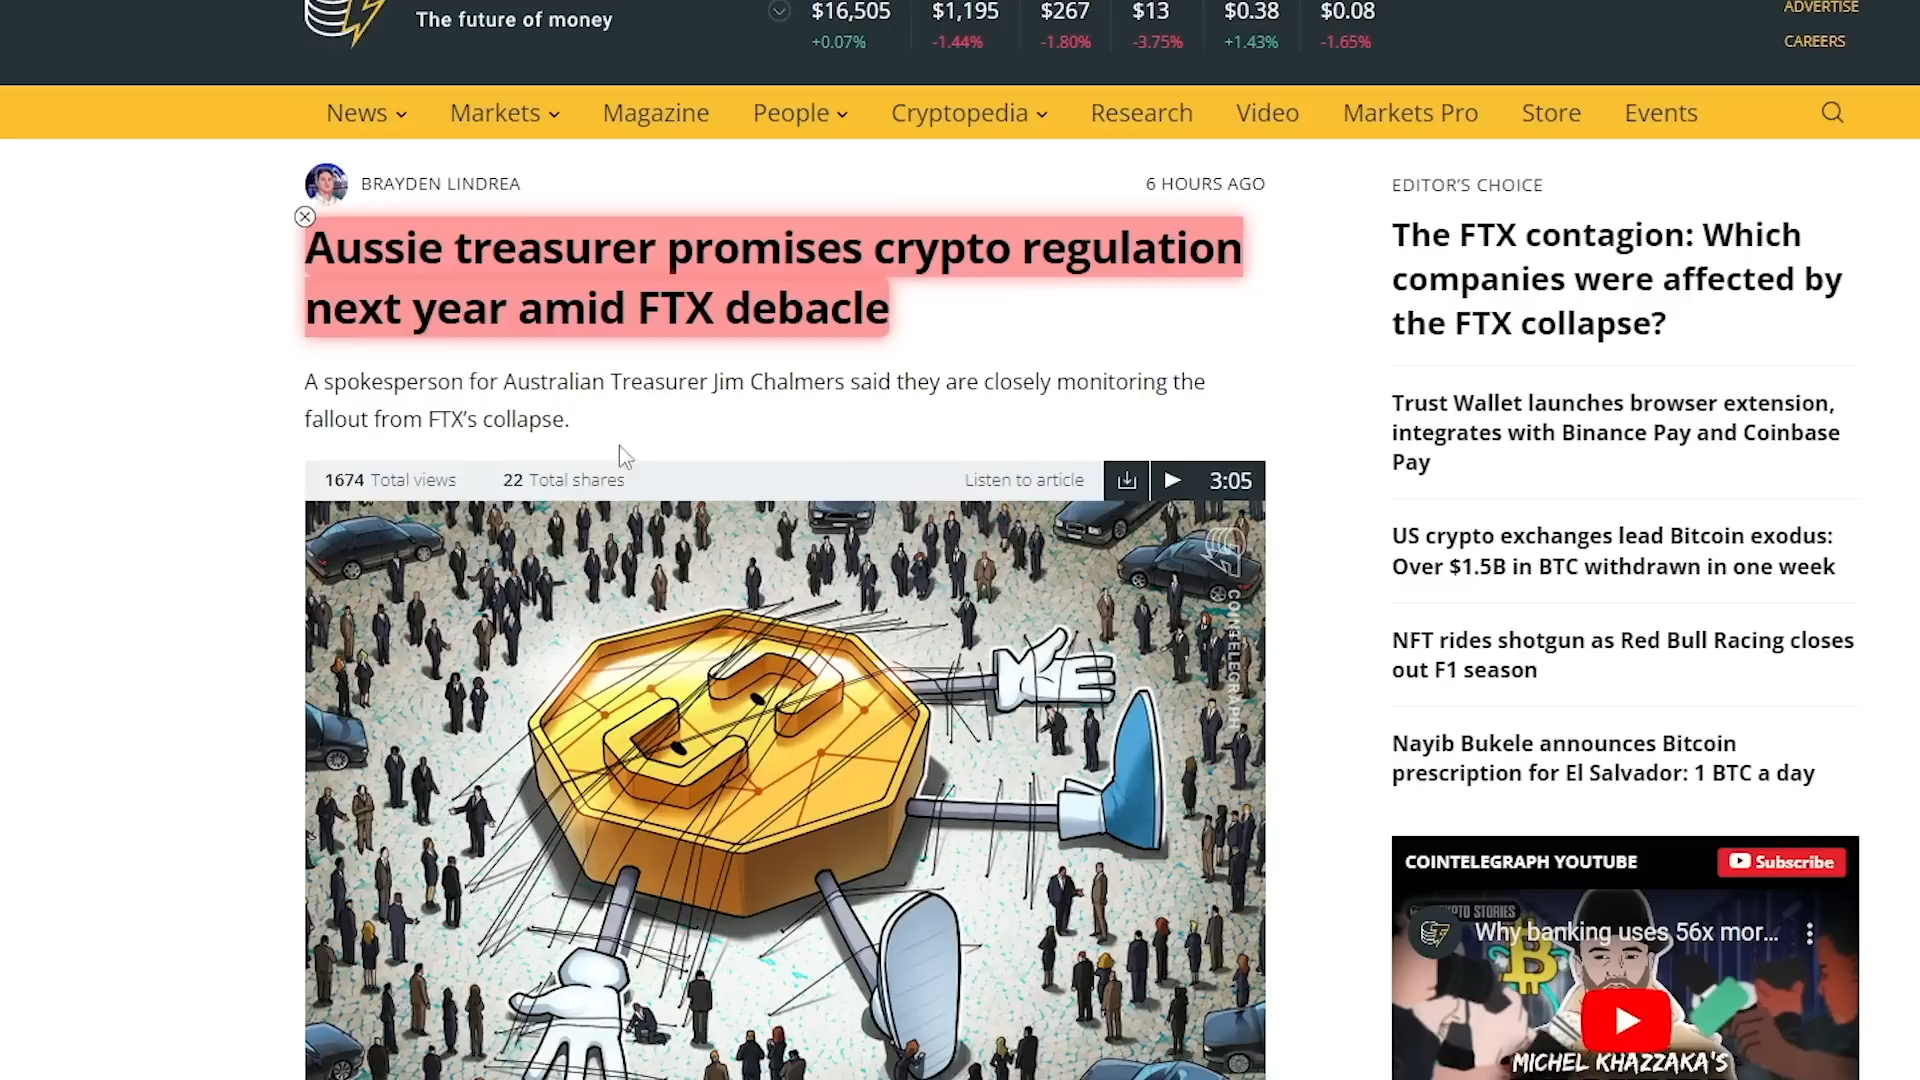 The future of money
$16,505 $1,195 $267 $13 $0.38 $0.08
+0.07% -1.44% -1.80% -3.75% +1.43% -1.65%
ADVERTISE
CAREERS
News Markets Magazine People Cryptopedia Research Video Markets Pro Store Events
BRAYDEN LINDREA
6 HOURS AGO
Aussie treasurer promises crypto regulation
next year amid FTX debacle
A spokesperson for Australian Treasurer Jim Chalmers said they are closely monitoring the
fallout from FTX’s collapse.
1674 Total views 22 Total shares Listen to article 3:05
COINTELEGRAPH
EDITOR’S CHOICE
The FTX contagion: Which
companies were affected by
the FTX collapse?
Trust Wallet launches browser extension,
integrates with Binance Pay and Coinbase
Pay
US crypto exchanges lead Bitcoin exodus:
Over $1.5B in BTC withdrawn in one week
NFT rides shotgun as Red Bull Racing closes
out F1 season
Nayib Bukele announces Bitcoin
prescription for El Salvador: 1 BTC a day
COINTELEGRAPH YOUTUBE
Subscribe
STORIES
Why banking uses 56x mor...
MICHEL KHAZZAKA'S